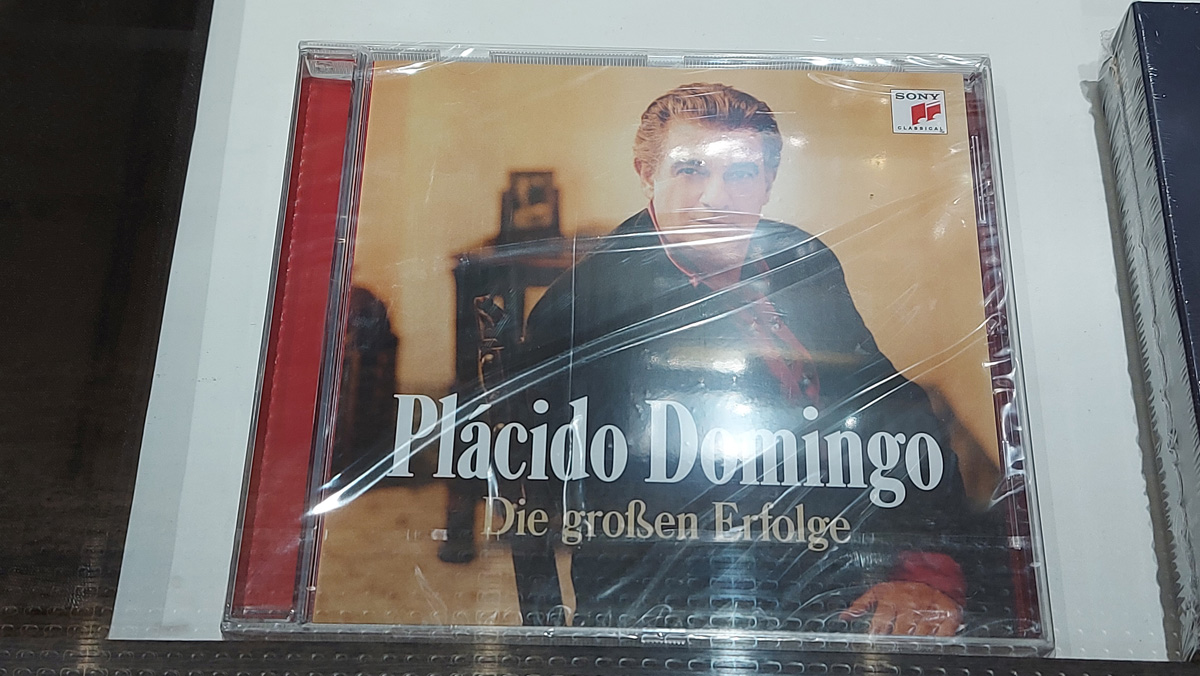 SONY
CLASSICAL
Plácido Domingo
Die großen Erfolge